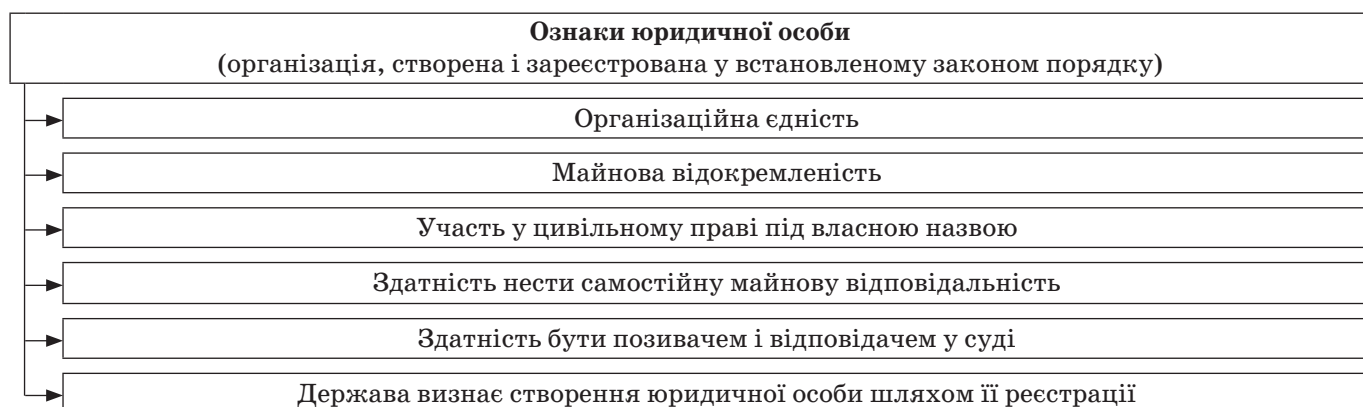 Ознаки юридичної особи
(організація, створена і зареєстрована у встановленому законом порядку)
Організаційна єдність
Майнова відокремленість
Участь у цивільному праві під власною назвою
Здатність нести самостійну майнову відповідальність
Здатність бути позивачем і відповідачем у суді
Держава визнає створення юридичної особи шляхом її реєстрації